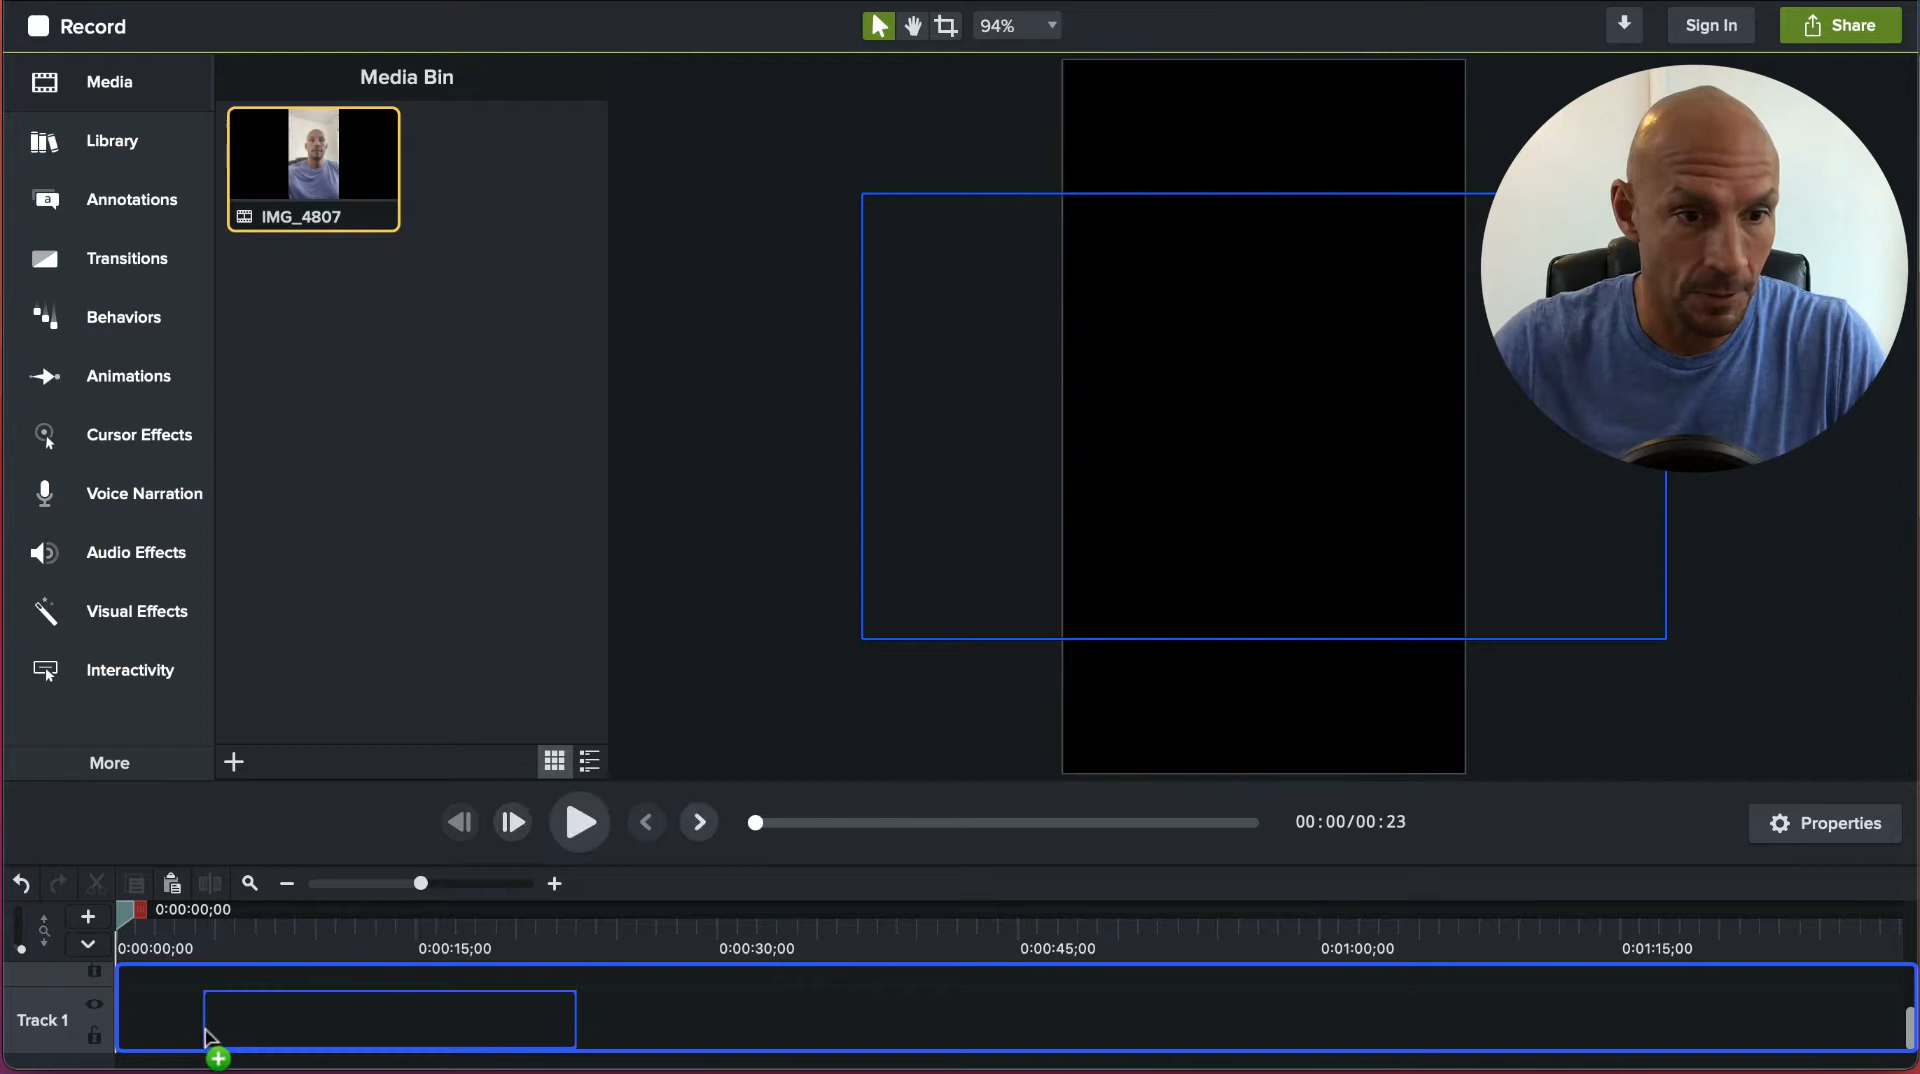 Record
94%
Sign In
Share
Media
Media Bin
Library
IMG_4807
Annotations
a
Transitions
Behaviors
Animations
Cursor Effects
Voice Narration
Audio Effects
Visual Effects
Interactivity
More
00:00/00:23
Properties
0:00:00;00
0:00:00;00
0:00:15;00
0:00:30;00
0:00:45;00
0:01:00;00
0:01:15;00
Track 1